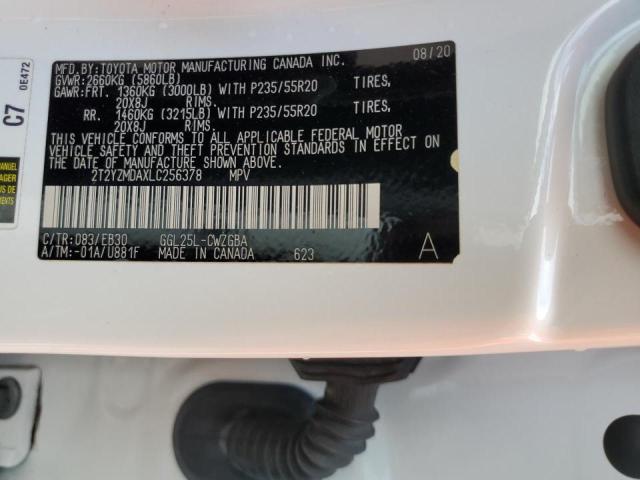 MFD. BY:TOYOTA MOTOR MANUFACTURING CANADA INC. 08/20
GVWR:2660KG (5860LB)
GAWR:FRT. 1360KG (3000LB) WITH P235/55R20 TIRES,
20X8J RIMS.
RR. 1460KG (3215LB) WITH P235/55R20 TIRES,
20X8J RIMS.
THIS VEHICLE CONFORMS TO ALL APPLICABLE FEDERAL MOTOR
VEHICLE SAFETY AND THEFT PREVENTION STANDARDS IN EFFECT ON
THE DATE OF MANUFACTURE SHOWN ABOVE.
2T2YZMDAXLC256378 MPV
C/TR:083/EB30 GGL25L-CWZGBA
A/TM:-01A/U881F MADE IN CANADA 623 A
C7 0E472